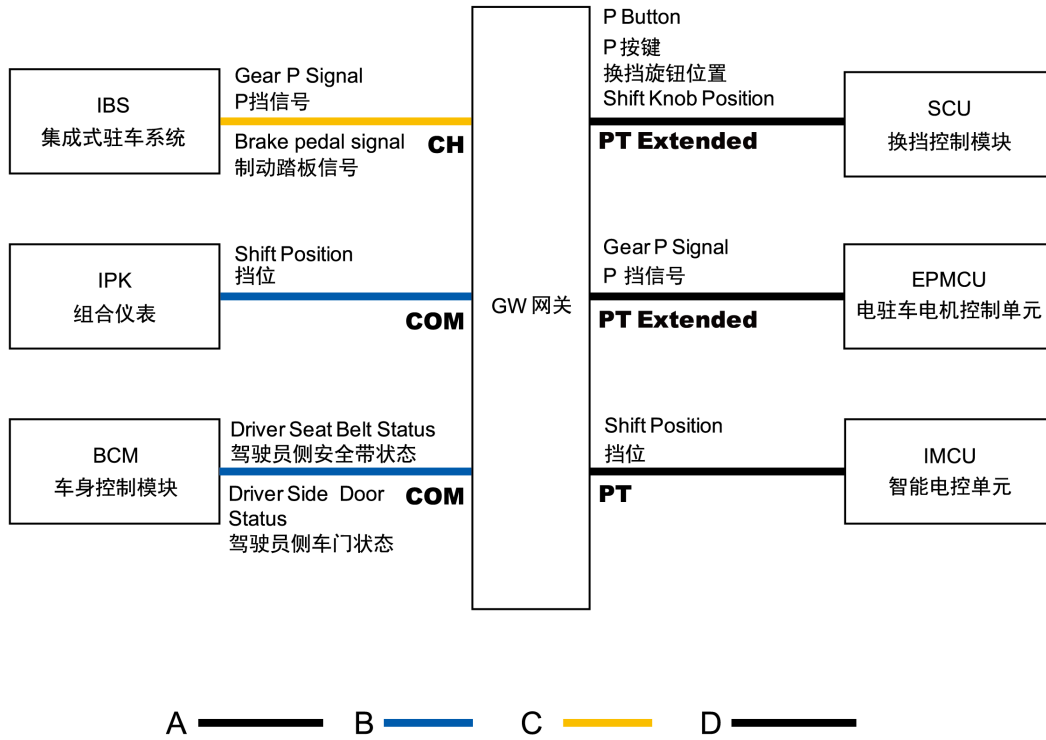 IBS
集成式驻车系统
Gear P Signal
P挡信号
Brake pedal signal
制动踏板信号
CH
IPK
组合仪表
Shift Position
挡位
COM
BCM
车身控制模块
Driver Seat Belt Status
驾驶员侧安全带状态
Driver Side Door
Status
驾驶员侧车门状态
COM
GW 网关
P Button
P 按键
换挡旋钮位置
Shift Knob Position
PT Extended
SCU
换挡控制模块
Gear P Signal
P 挡信号
PT Extended
EPMCU
电驻车电机控制单元
Shift Position
挡位
PT
IMCU
智能电控单元
A
B
C
D